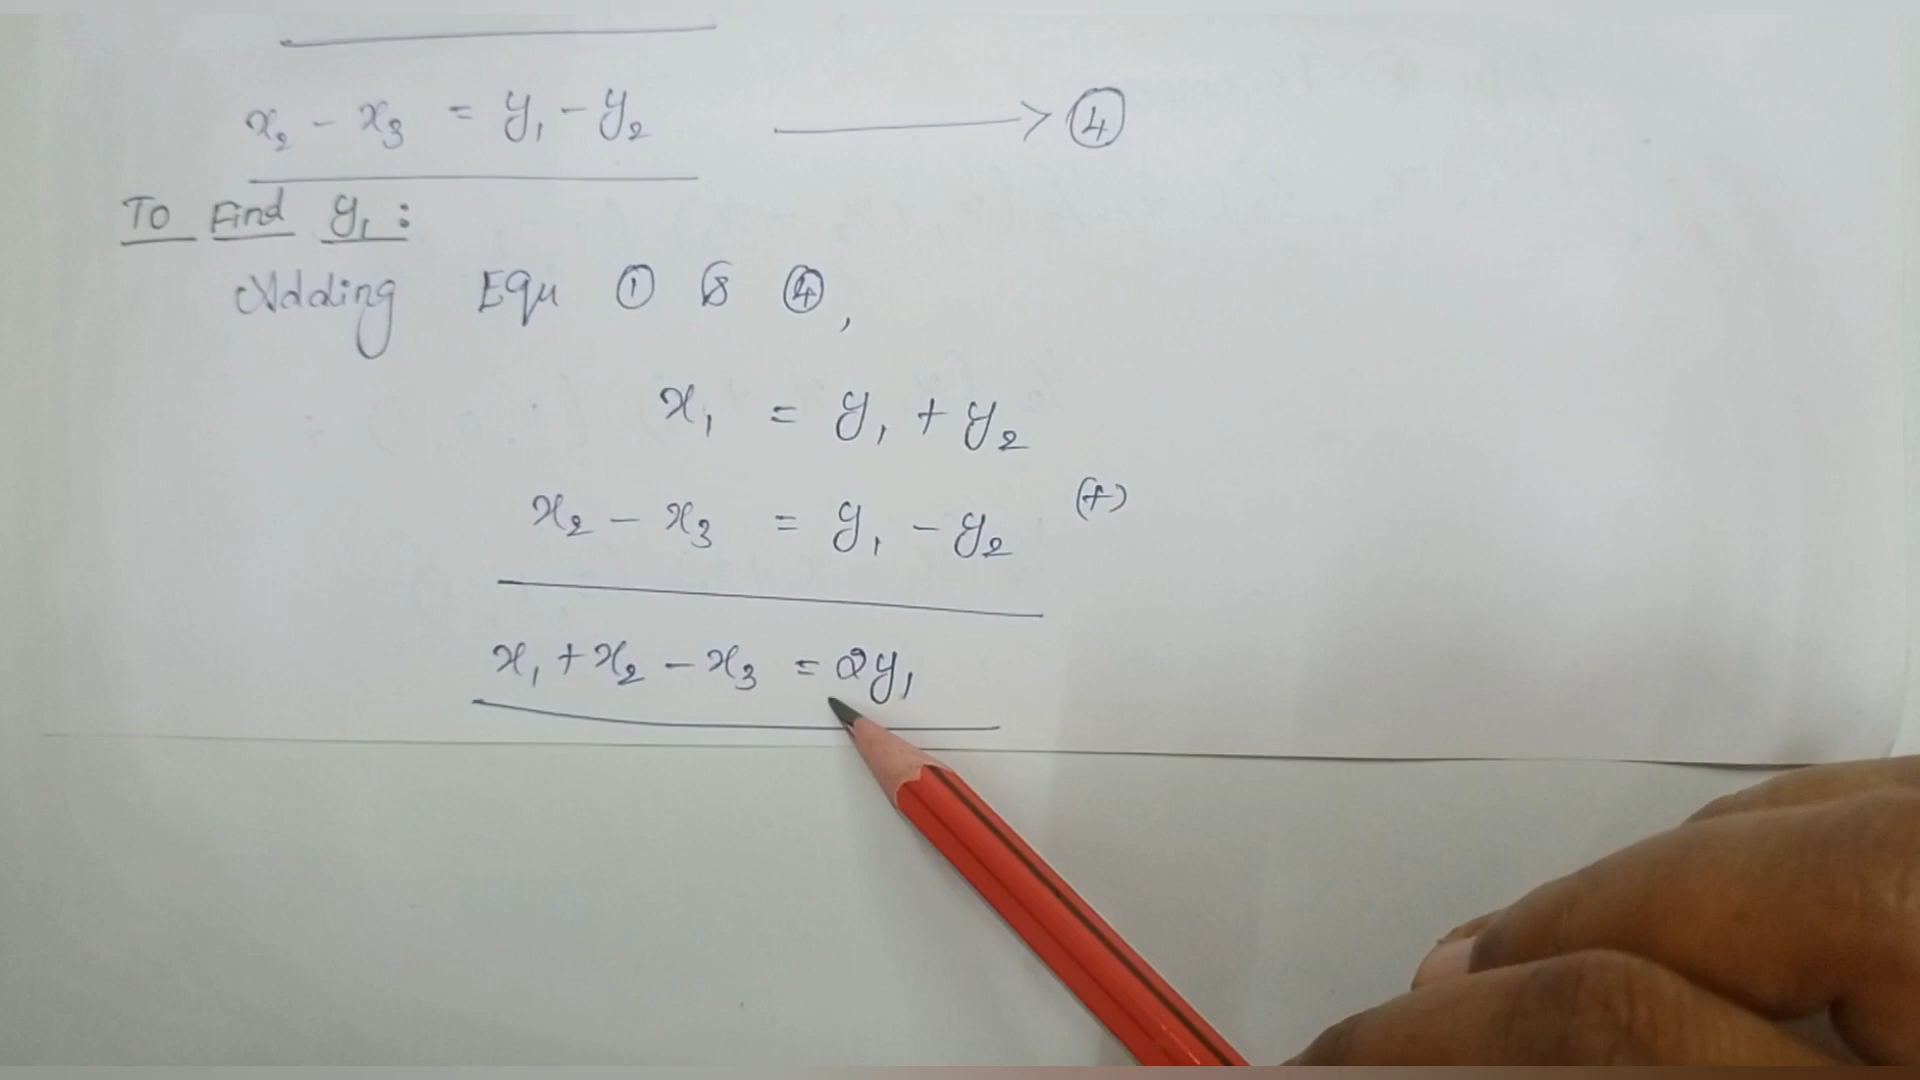 x₂ - x₃ = y₁ - y₂ → ④
To Find y₁:
Adding Equ ① & ④,
x₁ = y₁ + y₂
x₂ - x₃ = y₁ - y₂ (+)
x₁ + x₂ - x₃ = 2y₁